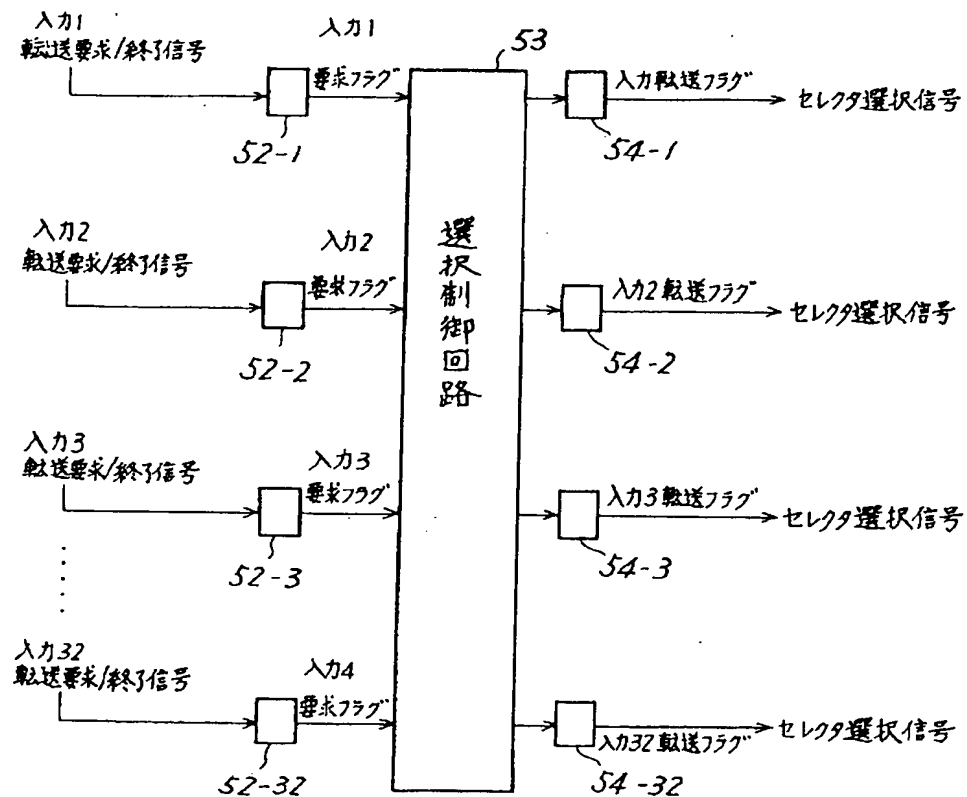 入力1
転送要求/終了信号
入力1
要求フラグ
52-1
53
入力転送フラグ
54-1
セレクタ選択信号
入力2
転送要求/終了信号
入力2
要求フラグ
52-2
選択制御回路
入力2転送フラグ
54-2
セレクタ選択信号
入力3
転送要求/終了信号
入力3
要求フラグ
52-3
入力3転送フラグ
54-3
セレクタ選択信号
入力32
転送要求/終了信号
入力4
要求フラグ
52-32
入力32転送フラグ
54-32
セレクタ選択信号